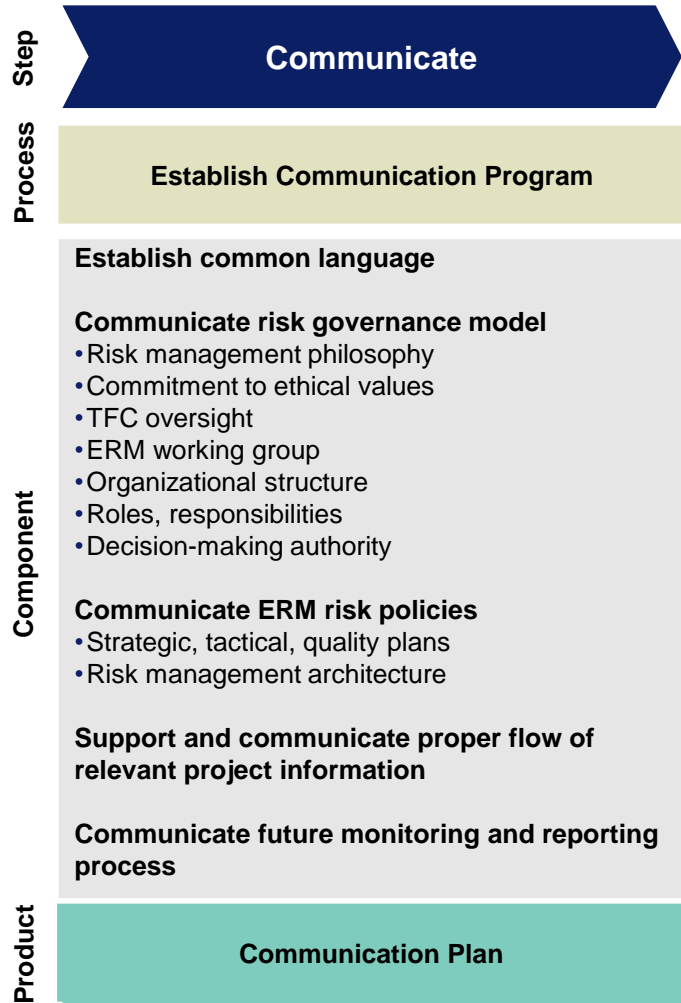 Step
Communicate
Process
Establish Communication Program
Component
Establish common language
Communicate risk governance model
•Risk management philosophy
•Commitment to ethical values
•TFC oversight
•ERM working group
•Organizational structure
•Roles, responsibilities
•Decision-making authority
Communicate ERM risk policies
•Strategic, tactical, quality plans
•Risk management architecture
Support and communicate proper flow of
relevant project information
Communicate future monitoring and reporting
process
Product
Communication Plan